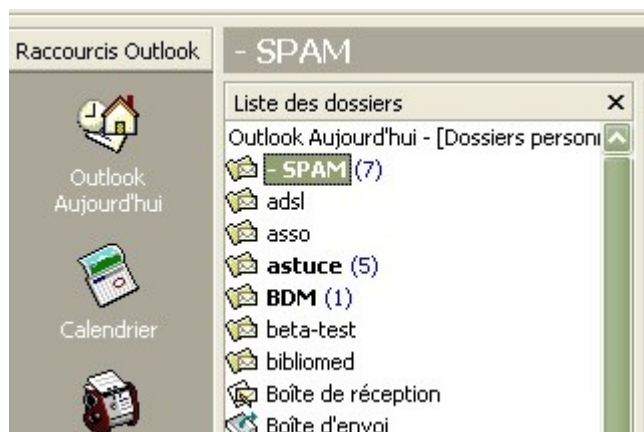 Raccourcis Outlook
Outlook
Aujourd'hui
Calendrier
- SPAM
Liste des dossiers
Outlook Aujourd'hui - [Dossiers
- SPAM (7)
adsl
asso
astuce (5)
BDM (1)
beta-test
bibliomed
Boîte de réception
Boîte d'envoi